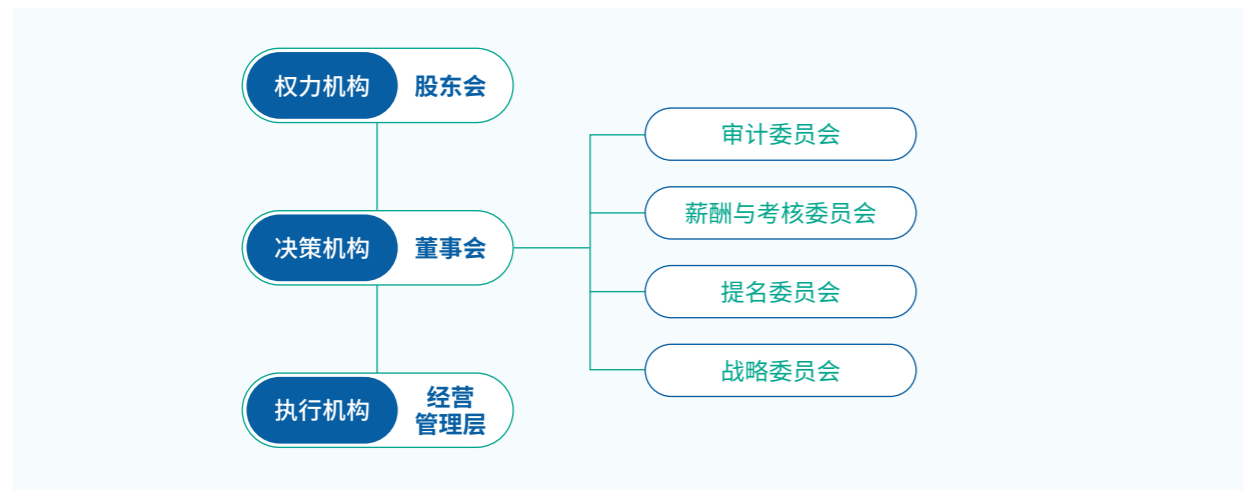 权力机构 股东会
决策机构 董事会
执行机构 经营
管理层
审计委员会
薪酬与考核委员会
提名委员会
战略委员会